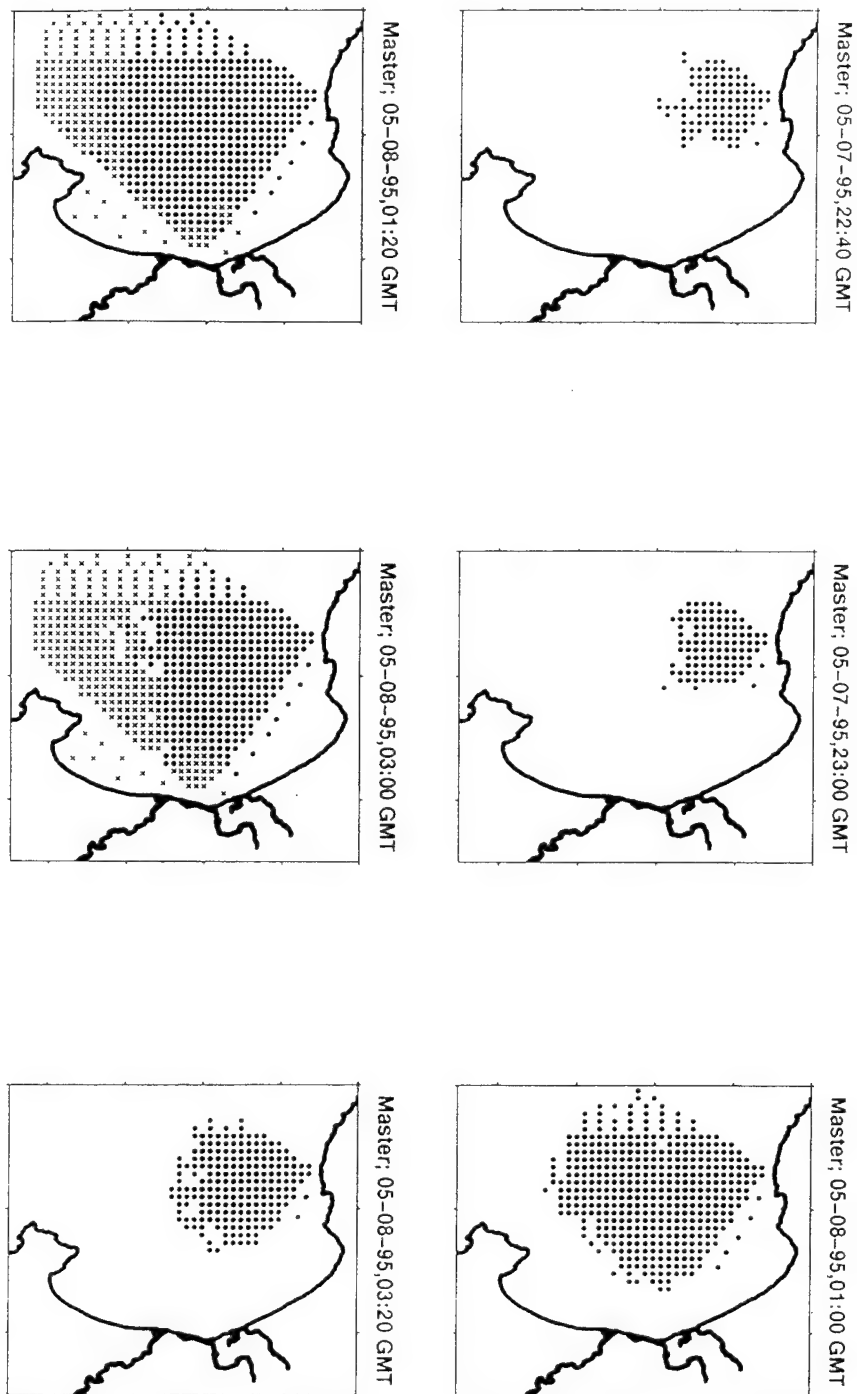 Master; 05-07-95,22:40 GMT
Master; 05-07-95,23:00 GMT
Master; 05-08-95,01:00 GMT
Master; 05-08-95,01:20 GMT
Master; 05-08-95,03:00 GMT
Master; 05-08-95,03:20 GMT